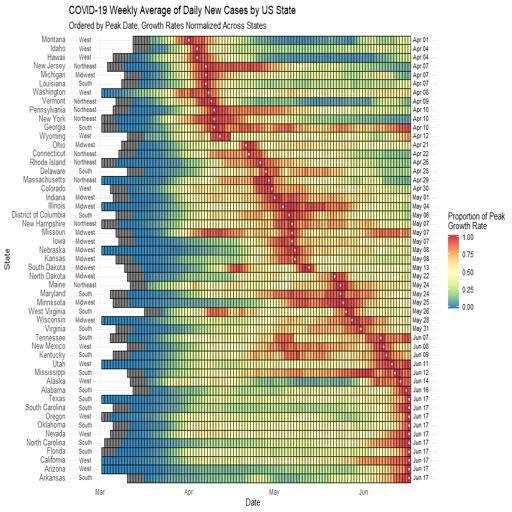 COVID-19 Weekly Average of Daily New Cases by US State
Ordered by Peak Date, Growth Rates Normalized Across States
Montana West Apr 01
Idaho West Apr 04
Hawaii West Apr 04
New Jersey Northeast Apr 07
Michigan Midwest Apr 07
Louisiana South Apr 07
Washington West Apr 08
Vermont Northeast Apr 09
Pennsylvania Northeast Apr 10
New York Northeast Apr 10
Georgia South Apr 10
Wyoming West Apr 12
Ohio Midwest Apr 21
Connecticut Northeast Apr 22
Rhode Island Northeast Apr 26
Delaware South Apr 28
Massachusetts Northeast Apr 29
Colorado West Apr 30
Indiana Midwest May 01
Illinois Midwest May 04
District of Columbia South May 06
New Hampshire Northeast May 07
Missouri Midwest May 07
Iowa Midwest May 07
Nebraska Midwest May 08
Kansas Midwest May 08
South Dakota Midwest May 13
North Dakota Midwest May 22
Maine Northeast May 24
Maryland South May 24
Minnesota Midwest May 25
West Virginia South May 26
Wisconsin Midwest May 28
Virginia South May 31
Tennessee South Jun 07
New Mexico West Jun 08
Kentucky South Jun 09
Utah West Jun 11
Mississippi South Jun 12
Alaska West Jun 14
Alabama South Jun 16
Texas South Jun 17
South Carolina South Jun 17
Oregon West Jun 17
Oklahoma South Jun 17
Nevada West Jun 17
North Carolina South Jun 17
Florida South Jun 17
California West Jun 17
Arizona West Jun 17
Arkansas South Jun 17
State
Mar Apr May Jun
Date
Proportion of Peak
Growth Rate
1.00
0.75
0.50
0.25
0.00